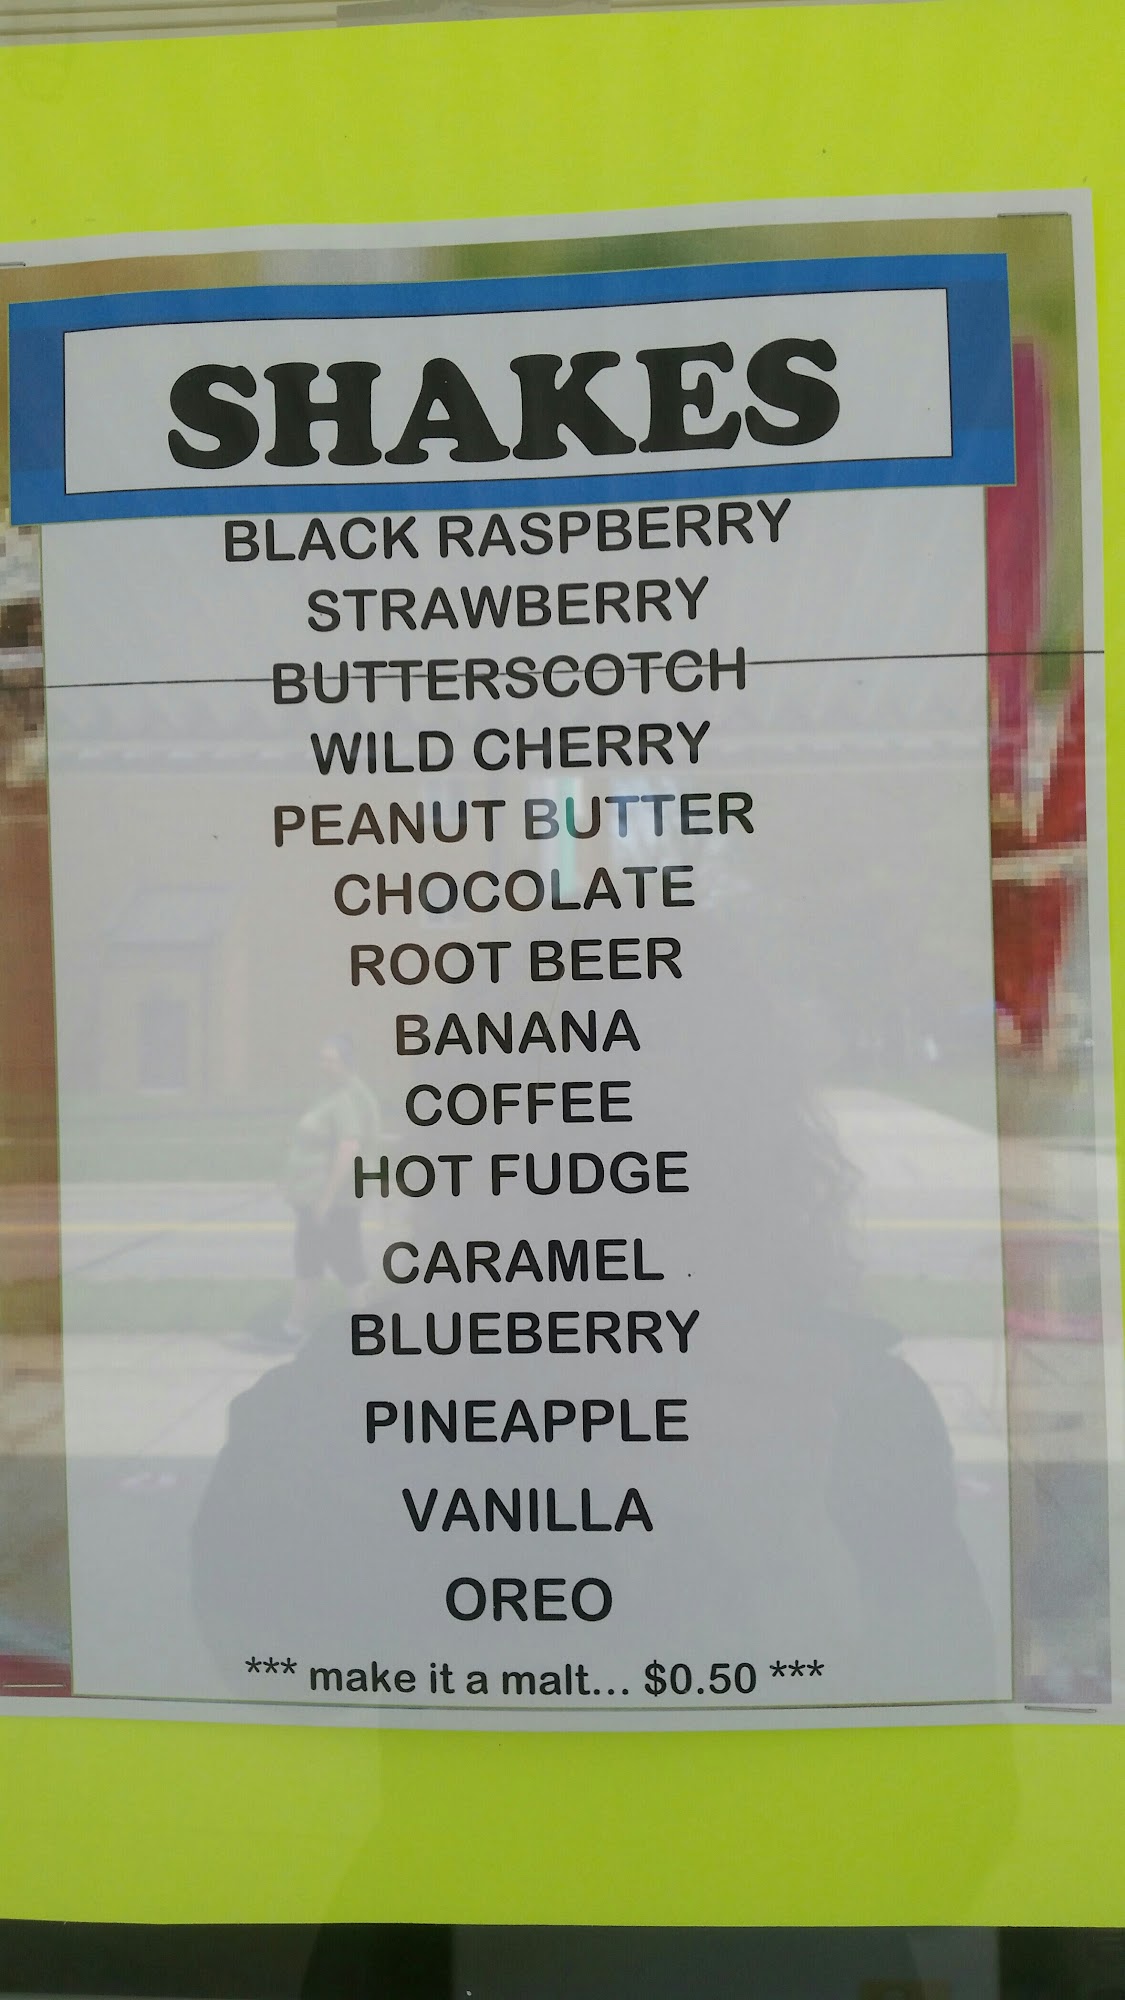 SHAKES
BLACK RASPBERRY
STRAWBERRY
BUTTERSCOTCH
WILD CHERRY
PEANUT BUTTER
CHOCOLATE
ROOT BEER
BANANA
COFFEE
HOT FUDGE
CARAMEL
BLUEBERRY
PINEAPPLE
VANILLA
OREO
*** make it a malt... $0.50 ***